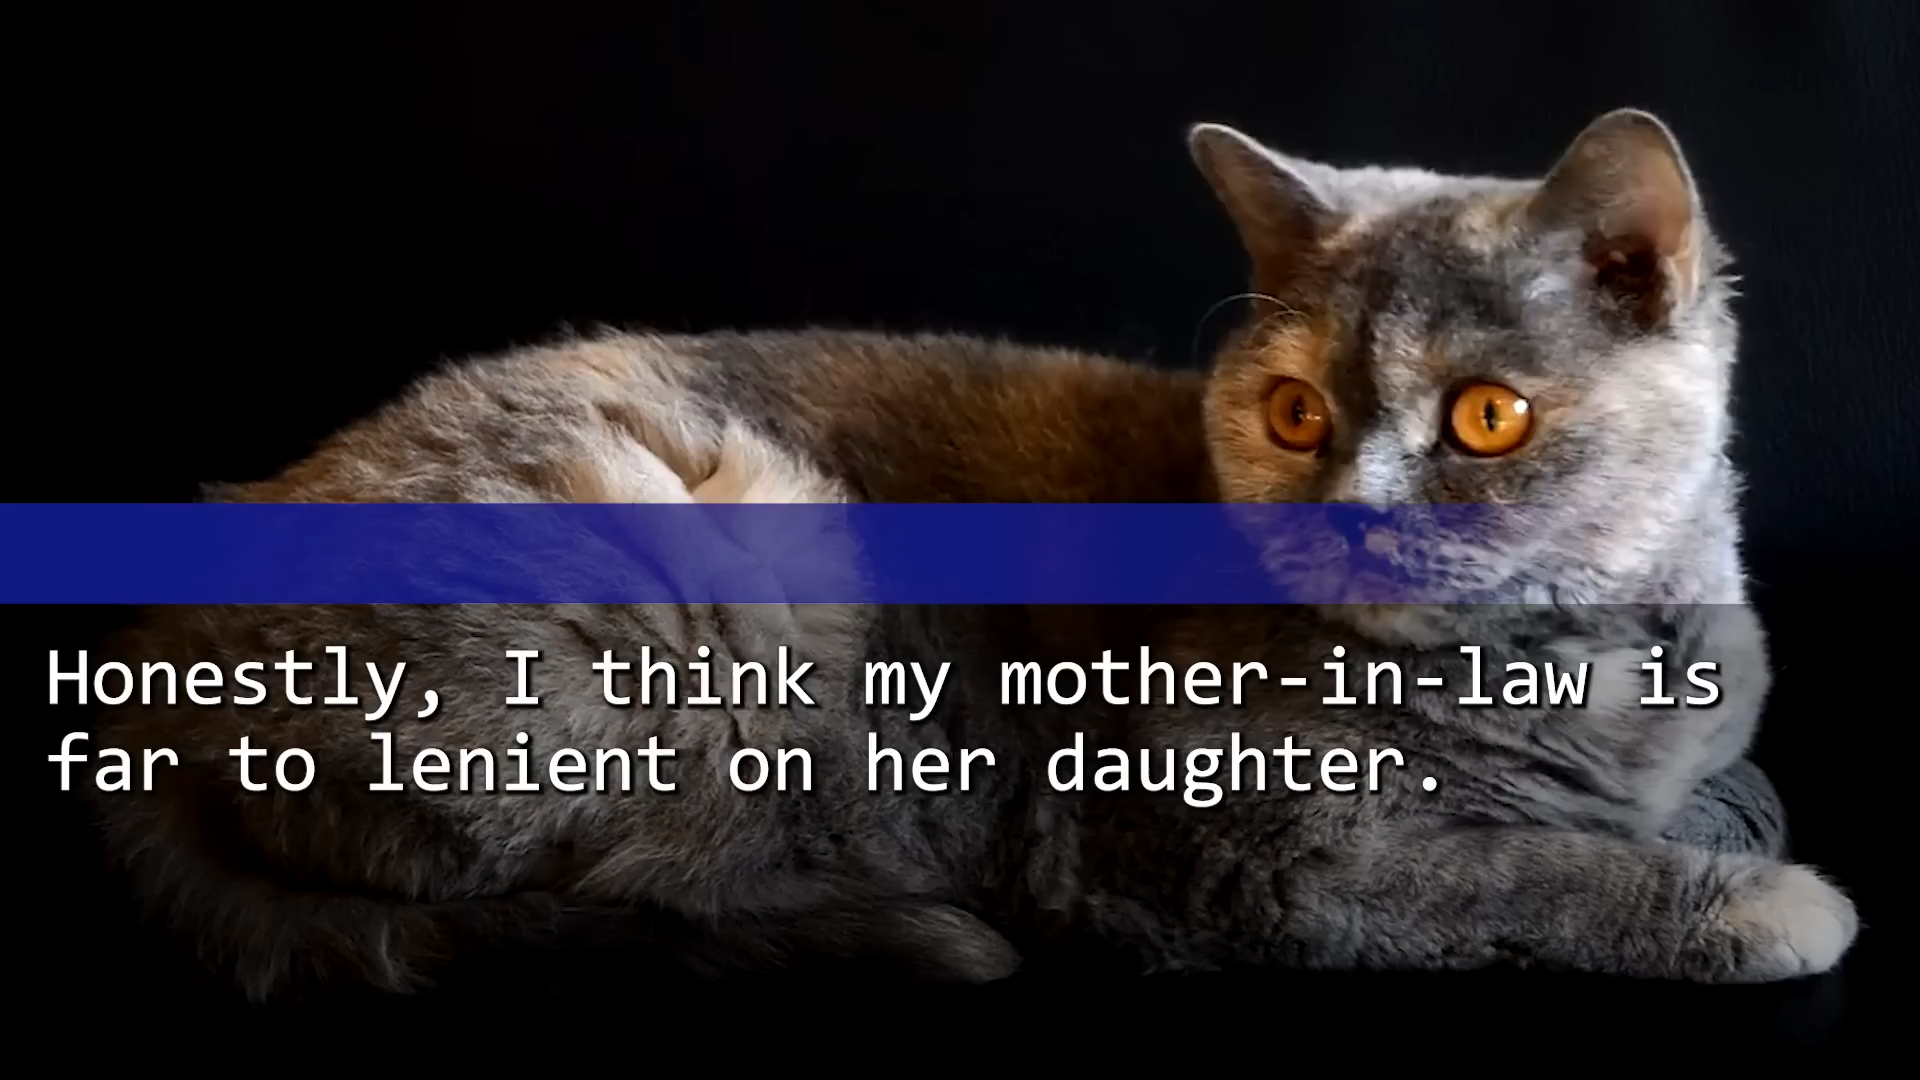 Honestly, I think my mother-in-law is
far to lenient on her daughter.